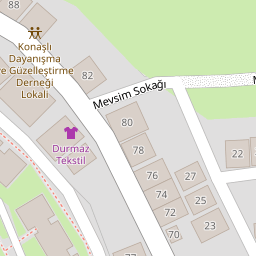 88
Konaşlı
Dayanışma
ve Güzelleştirme
Derneği
Lokali
82
Mevsim Sokağı
80
Durmaz
Tekstil
78
22
76
27
74
25
72
23
70